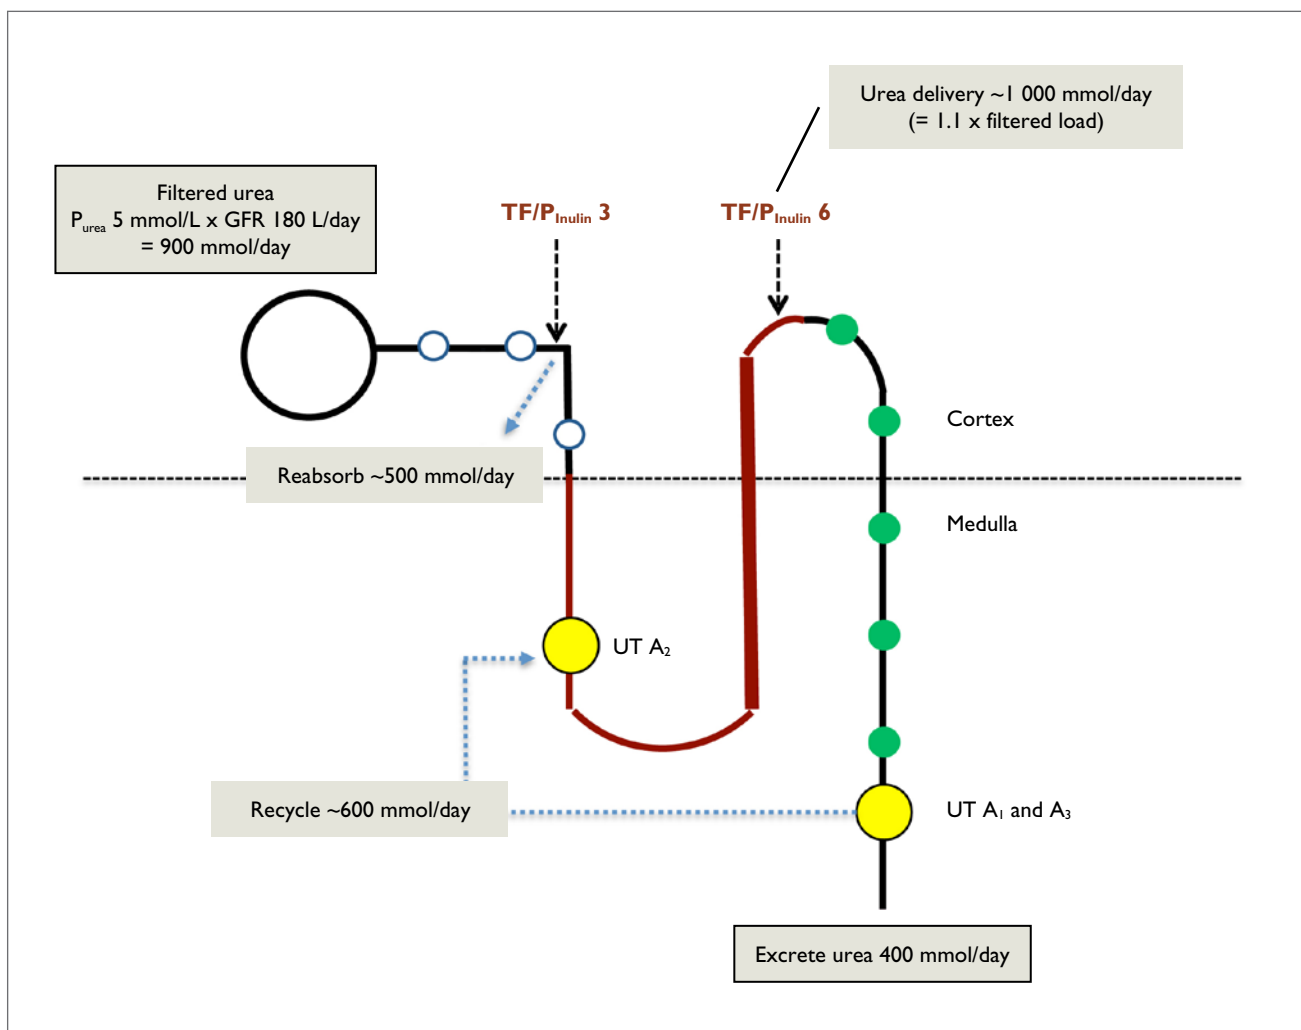 Urea delivery ~1 000 mmol/day
(= 1.1 x filtered load)
Filtered urea
Purea 5 mmol/L x GFR 180 L/day
= 900 mmol/day
TF/PInulin 3
TF/PInulin 6
Cortex
Reabsorb ~500 mmol/day
Medulla
UT A2
Recycle ~600 mmol/day
UT A1 and A3
Excrete urea 400 mmol/day